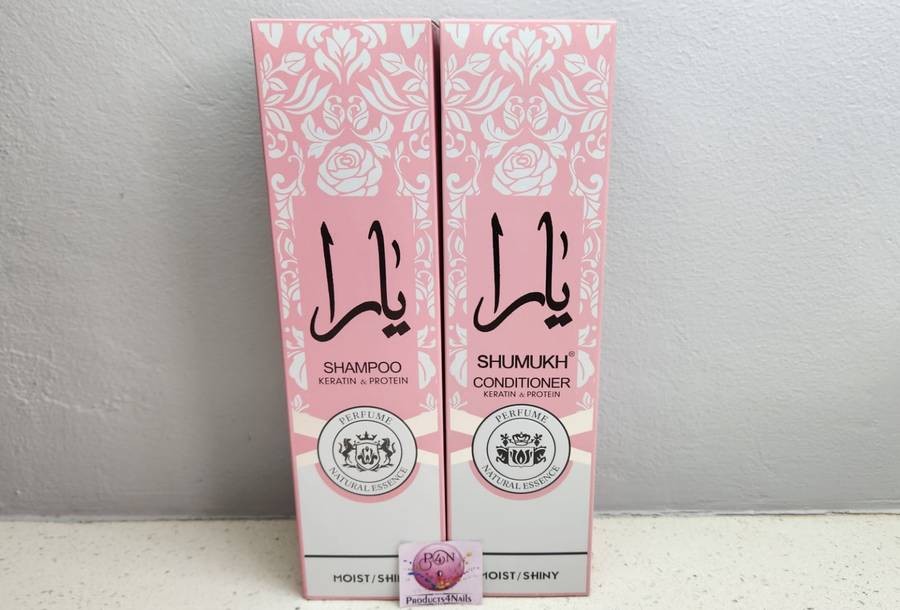 يارا
SHAMPOO
KERATIN & PROTEIN
PERFUME
NATURAL ESSENCE
MOIST/SHI
يارا
SHUMUKH®
CONDITIONER
KERATIN & PROTEIN
PERFUME
NATURAL ESSENCE
MOIST/SHINY
P4N
PRODUCTS4NAILS